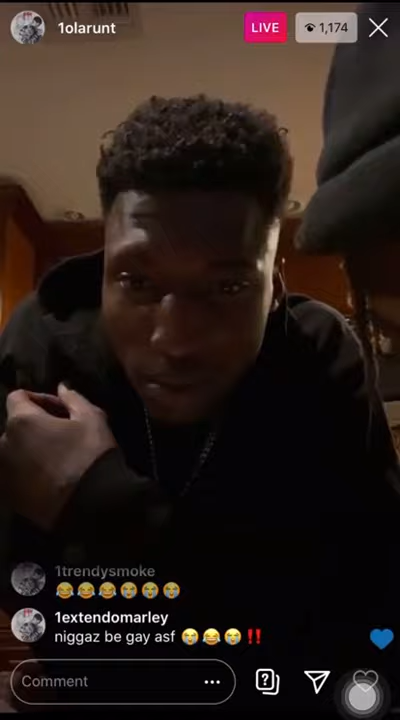 1olarunt
LIVE
1,174
1trendysmoke
😂😂😂😭😭😭
1extendomarley
niggaz be gay asf 😭😂😭‼️
Comment